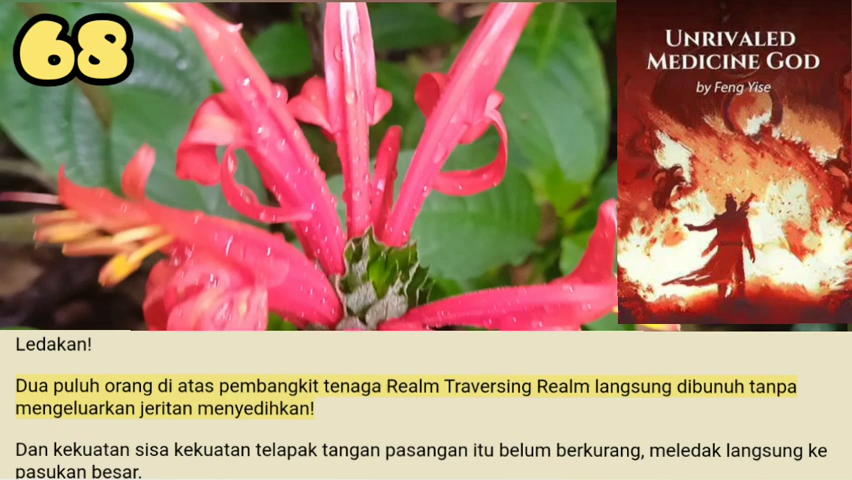 68
UNRIVALED
MEDICINE GOD
by Feng Yise
Ledakan!
Dua puluh orang di atas pembangkit tenaga Realm Traversing Realm langsung dibunuh tanpa
mengeluarkan jeritan menyedihkan!
Dan kekuatan sisa kekuatan telapak tangan pasangan itu belum berkurang, meledak langsung ke
pasukan besar.